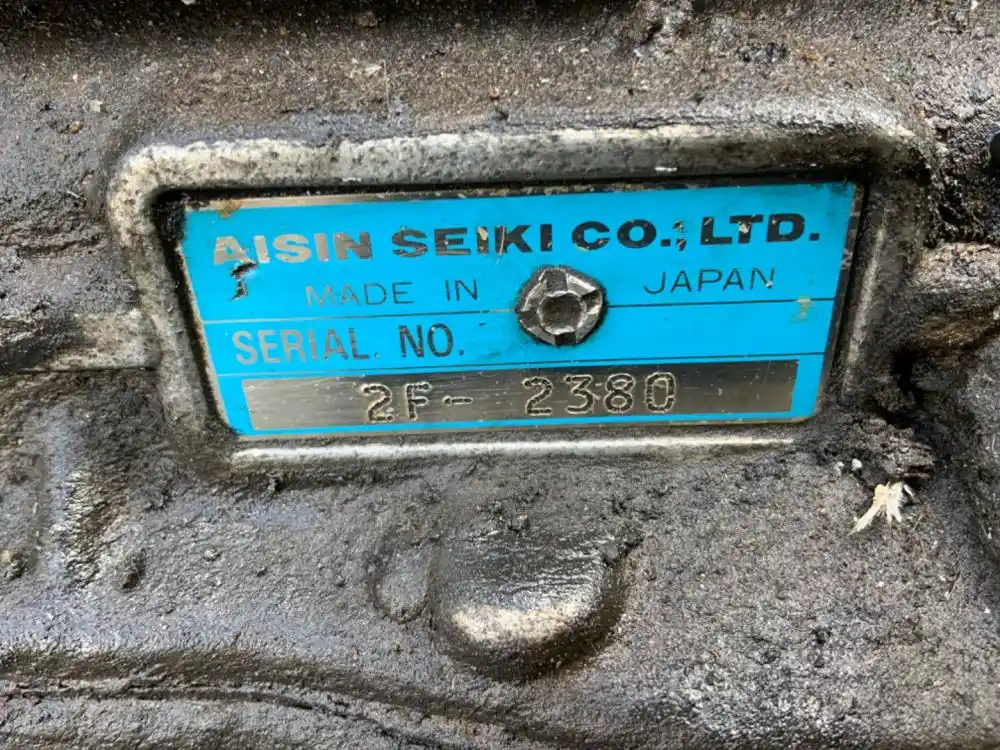 AISIN SEIKI CO., LTD.
MADE IN JAPAN
SERIAL NO.
2F- 2380